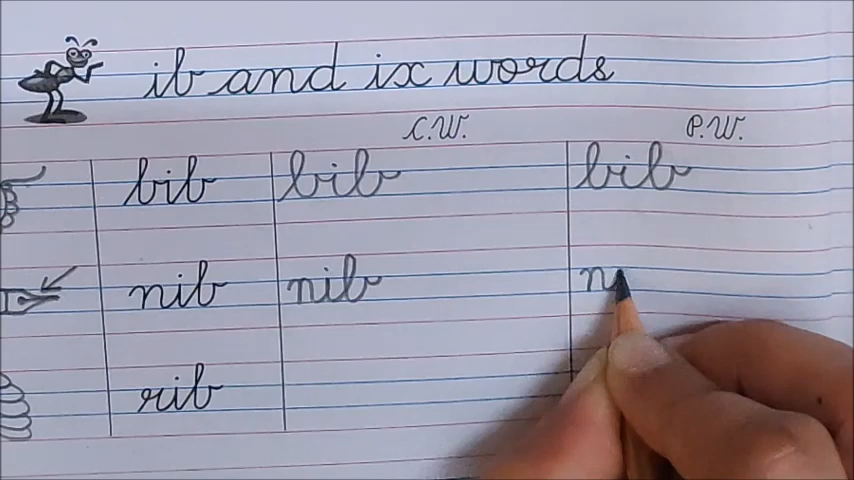 ib and ix words
C.W. P.W.
bib bib bib
nib nib n
rib